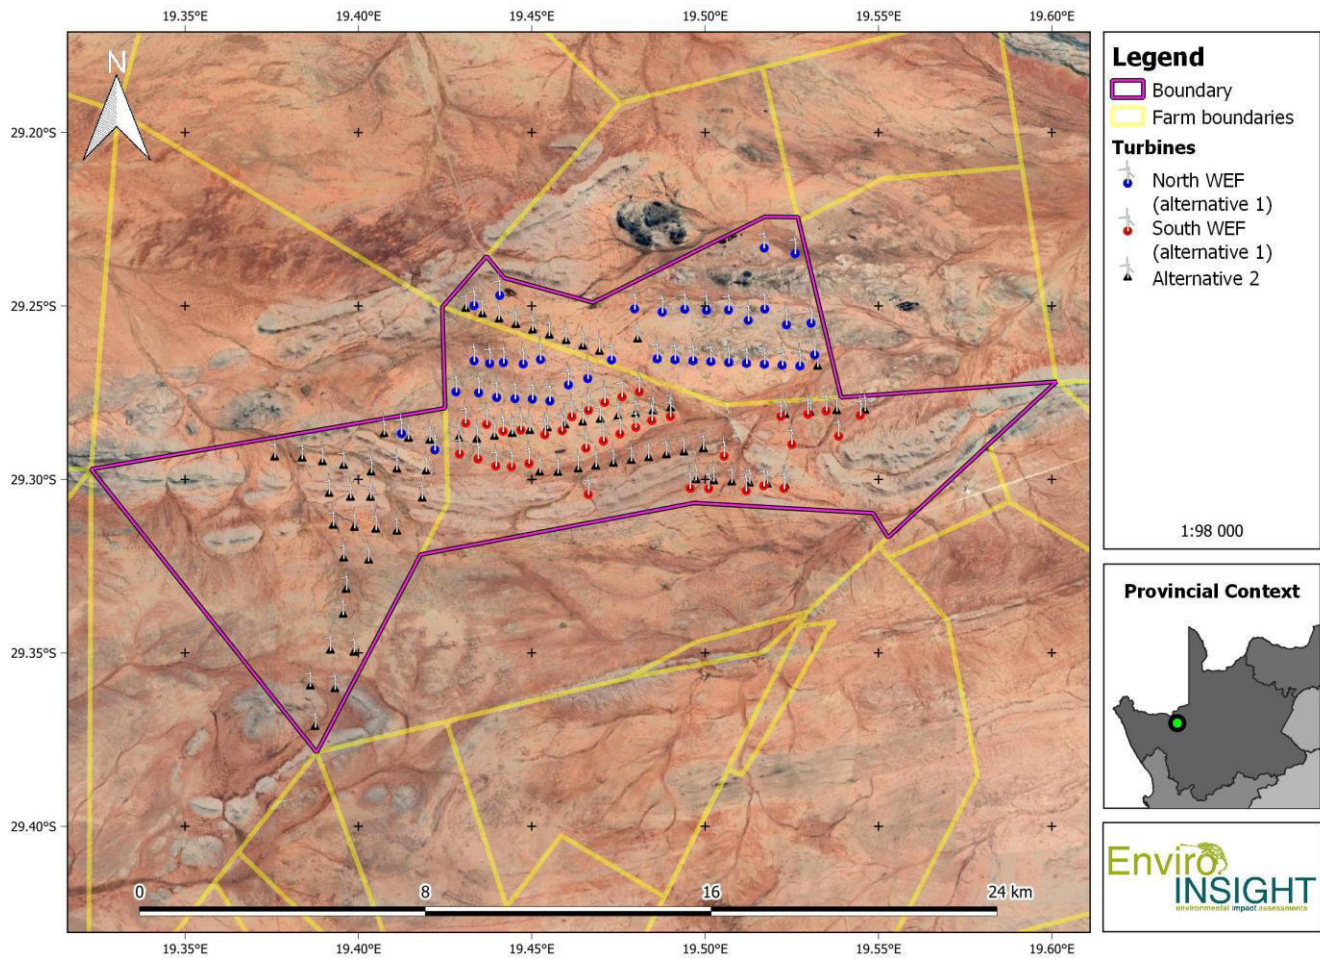 19.35°E 19.40°E 19.45°E 19.50°E 19.55°E 19.60°E
N
29.20°S
29.25°S
29.30°S
29.35°S
29.40°S
0 8 16 24 km
19.35°E 19.40°E 19.45°E 19.50°E 19.55°E 19.60°E
Legend
Boundary
Farm boundaries
Turbines
North WEF
(alternative 1)
South WEF
(alternative 1)
Alternative 2
1:98 000
Provincial Context
Enviro
INSIGHT
environmental impact assessments